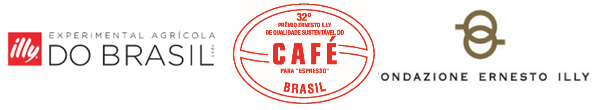 illy
EXPERIMENTAL AGRÍCOLA
DO BRASIL
32º
PRÊMIO ERNESTO ILLY
DE QUALIDADE SUSTENTÁVEL DO
CAFÉ
PARA "ESPRESSO"
BRASIL
ONDAZIONE ERNESTO ILLY